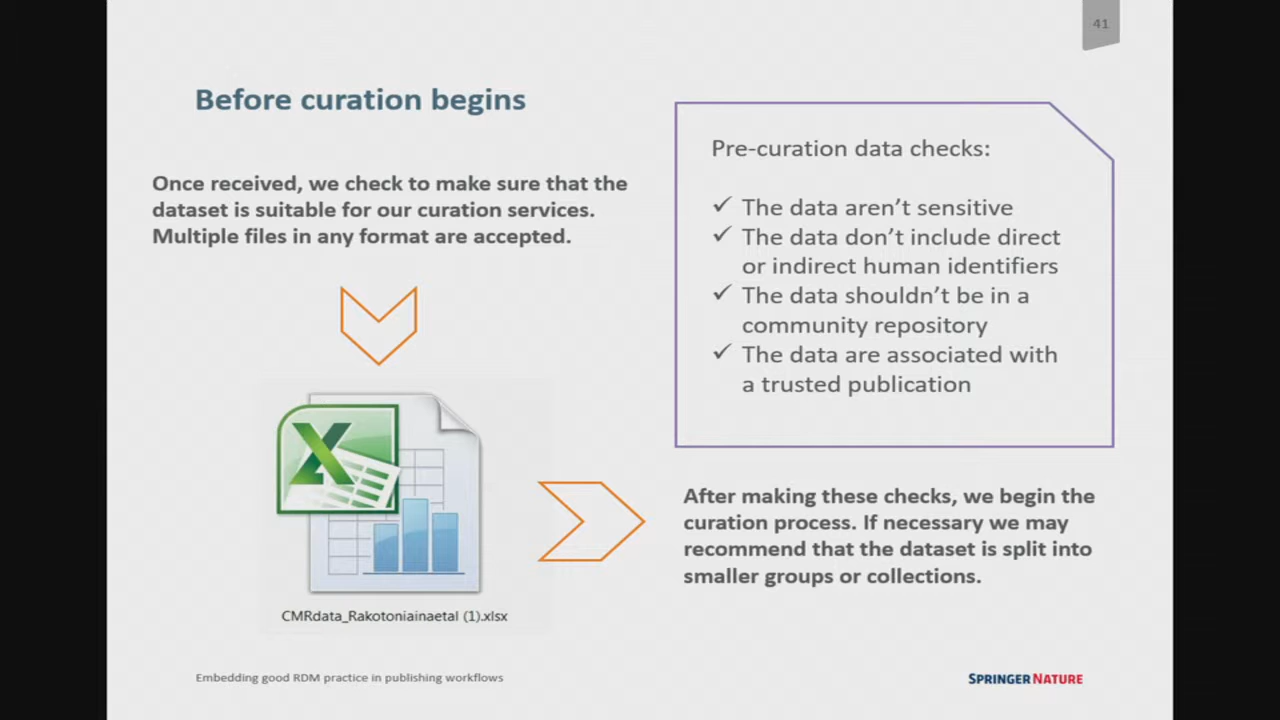 41
Before curation begins
Once received, we check to make sure that the
dataset is suitable for our curation services.
Multiple files in any format are accepted.
Pre-curation data checks:
✓ The data aren't sensitive
✓ The data don't include direct
or indirect human identifiers
✓ The data shouldn't be in a
community repository
✓ The data are associated with
a trusted publication
X
CMRdata_Rakotoniainaetal (1).xlsx
After making these checks, we begin the
curation process. If necessary we may
recommend that the dataset is split into
smaller groups or collections.
Embedding good RDM practice in publishing workflows
SPRINGER NATURE